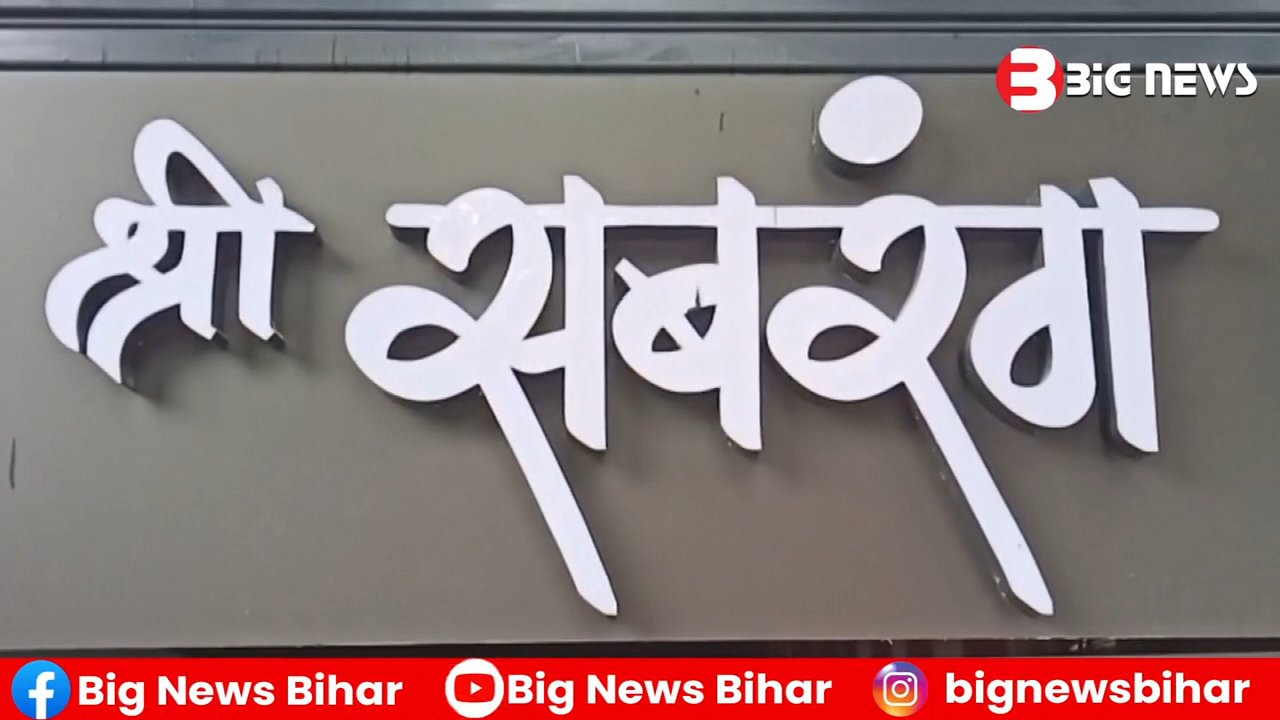 BIG NEWS
श्री सबरंग
Big News Bihar Big News Bihar bignewsbihar